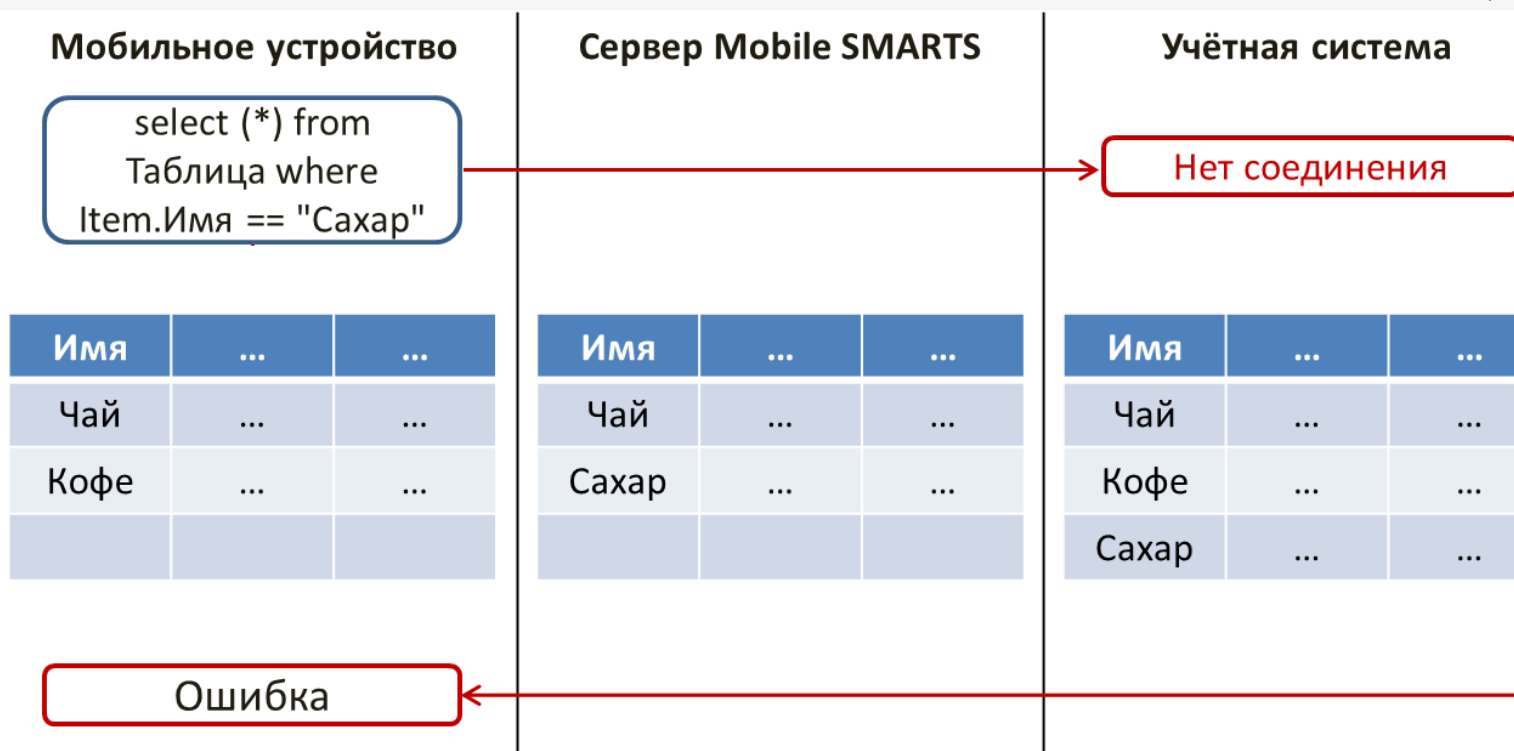 Мобильное устройство
Сервер Mobile SMARTS
Учётная система
select (*) from
Таблица where
Item.Имя == "Сахар"
Нет соединения
Имя ... ...
Чай ... ...
Кофе ... ...
Имя ... ...
Чай ... ...
Сахар ... ...
Имя ... ...
Чай ... ...
Кофе ... ...
Сахар ... ...
Ошибка